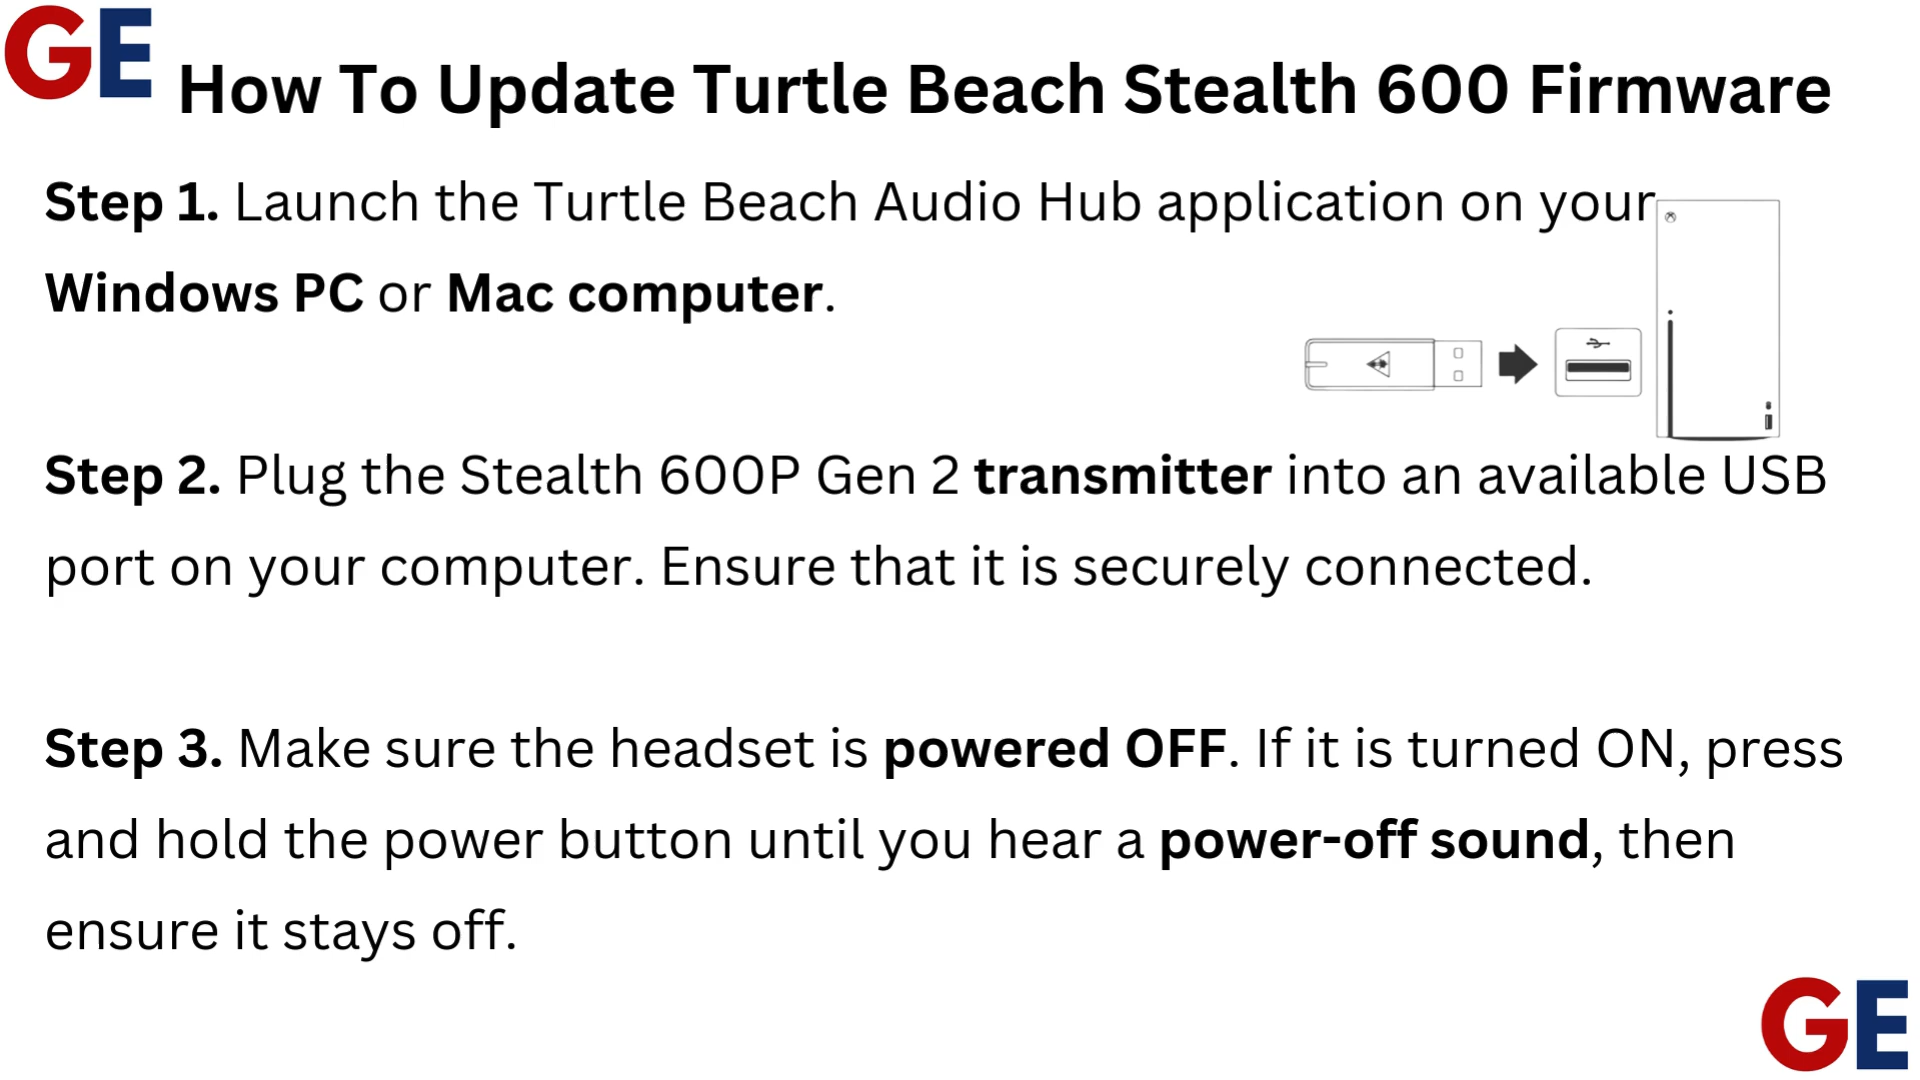 GE
How To Update Turtle Beach Stealth 600 Firmware
Step 1. Launch the Turtle Beach Audio Hub application on your
Windows PC or Mac computer.
Step 2. Plug the Stealth 600P Gen 2 transmitter into an available USB
port on your computer. Ensure that it is securely connected.
Step 3. Make sure the headset is powered OFF. If it is turned ON, press
and hold the power button until you hear a power-off sound, then
ensure it stays off.
GE